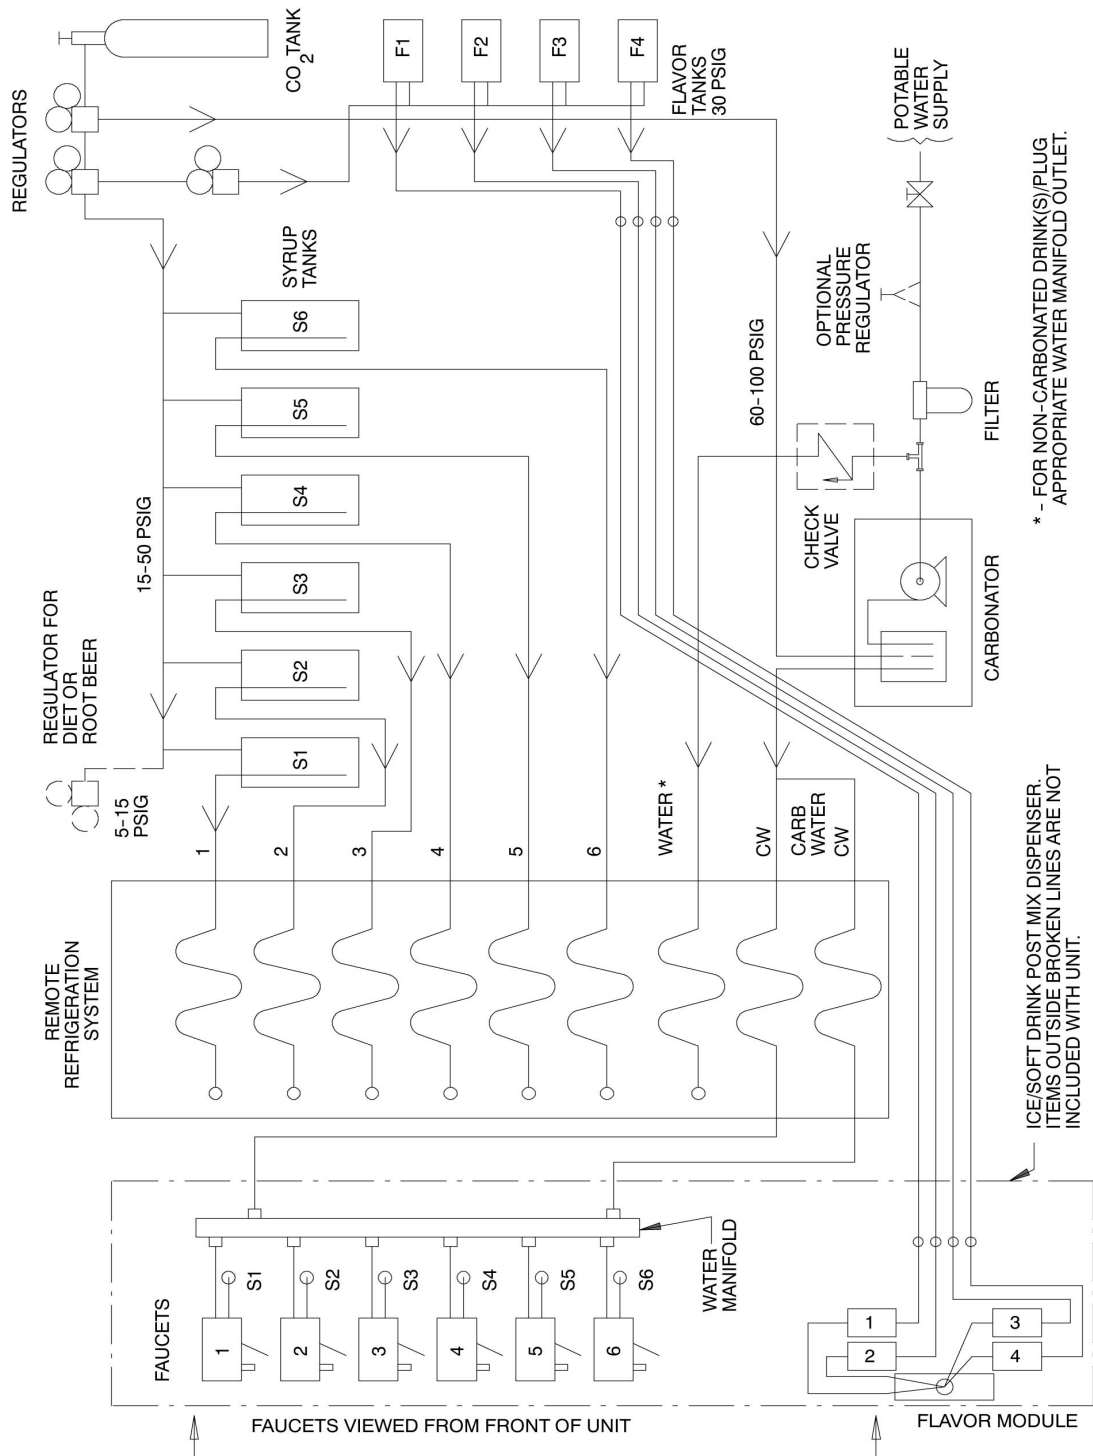 REGULATORS
CO2 TANK
F1
F2
F3
F4
FLAVOR
TANKS
30 PSIG
POTABLE
WATER
SUPPLY
SYRUP
TANKS
S6
S5
S4
S3
S2
S1
15-50 PSIG
REGULATOR FOR
DIET OR
ROOT BEER
5-15
PSIG
60-100 PSIG
OPTIONAL
PRESSURE
REGULATOR
FILTER
CHECK
VALVE
CARBONATOR
* - FOR NON-CARBONATED DRINK(S)/PLUG
APPROPRIATE WATER MANIFOLD OUTLET.
1
2
3
4
5
6
WATER *
CW
CARB
WATER
CW
REMOTE
REFRIGERATION
SYSTEM
ICE/SOFT DRINK POST MIX DISPENSER.
ITEMS OUTSIDE BROKEN LINES ARE NOT
INCLUDED WITH UNIT.
FAUCETS
S1
S2
S3
S4
S5
S6
1
2
3
4
5
6
WATER
MANIFOLD
1
2
3
4
FAUCETS VIEWED FROM FRONT OF UNIT
FLAVOR MODULE